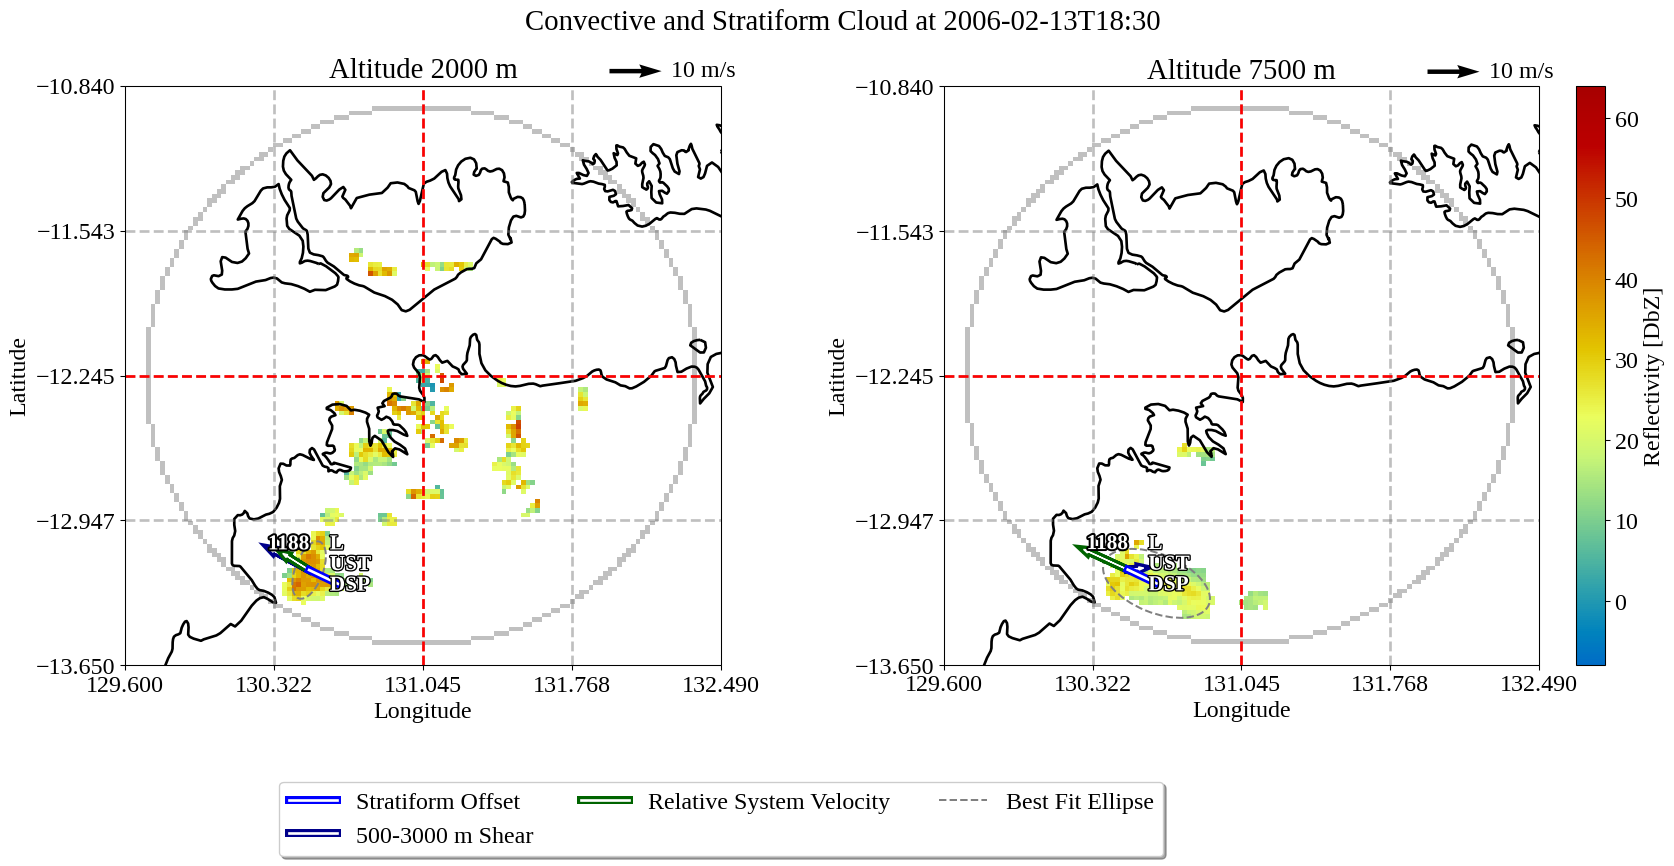 Convective and Stratiform Cloud at 2006-02-13T18:30
Altitude 2000 m
10 m/s
−10.840
−11.543
−12.245
−12.947
−13.650
Latitude
1188
L
UST
DSP
129.600
130.322
131.045
131.768
132.490
Longitude
Altitude 7500 m
10 m/s
−10.840
−11.543
−12.245
−12.947
−13.650
Latitude
1188
L
UST
DSP
129.600
130.322
131.045
131.768
132.490
Longitude
60
50
40
30
20
10
0
Reflectivity [DbZ]
Stratiform Offset
500-3000 m Shear
Relative System Velocity
Best Fit Ellipse